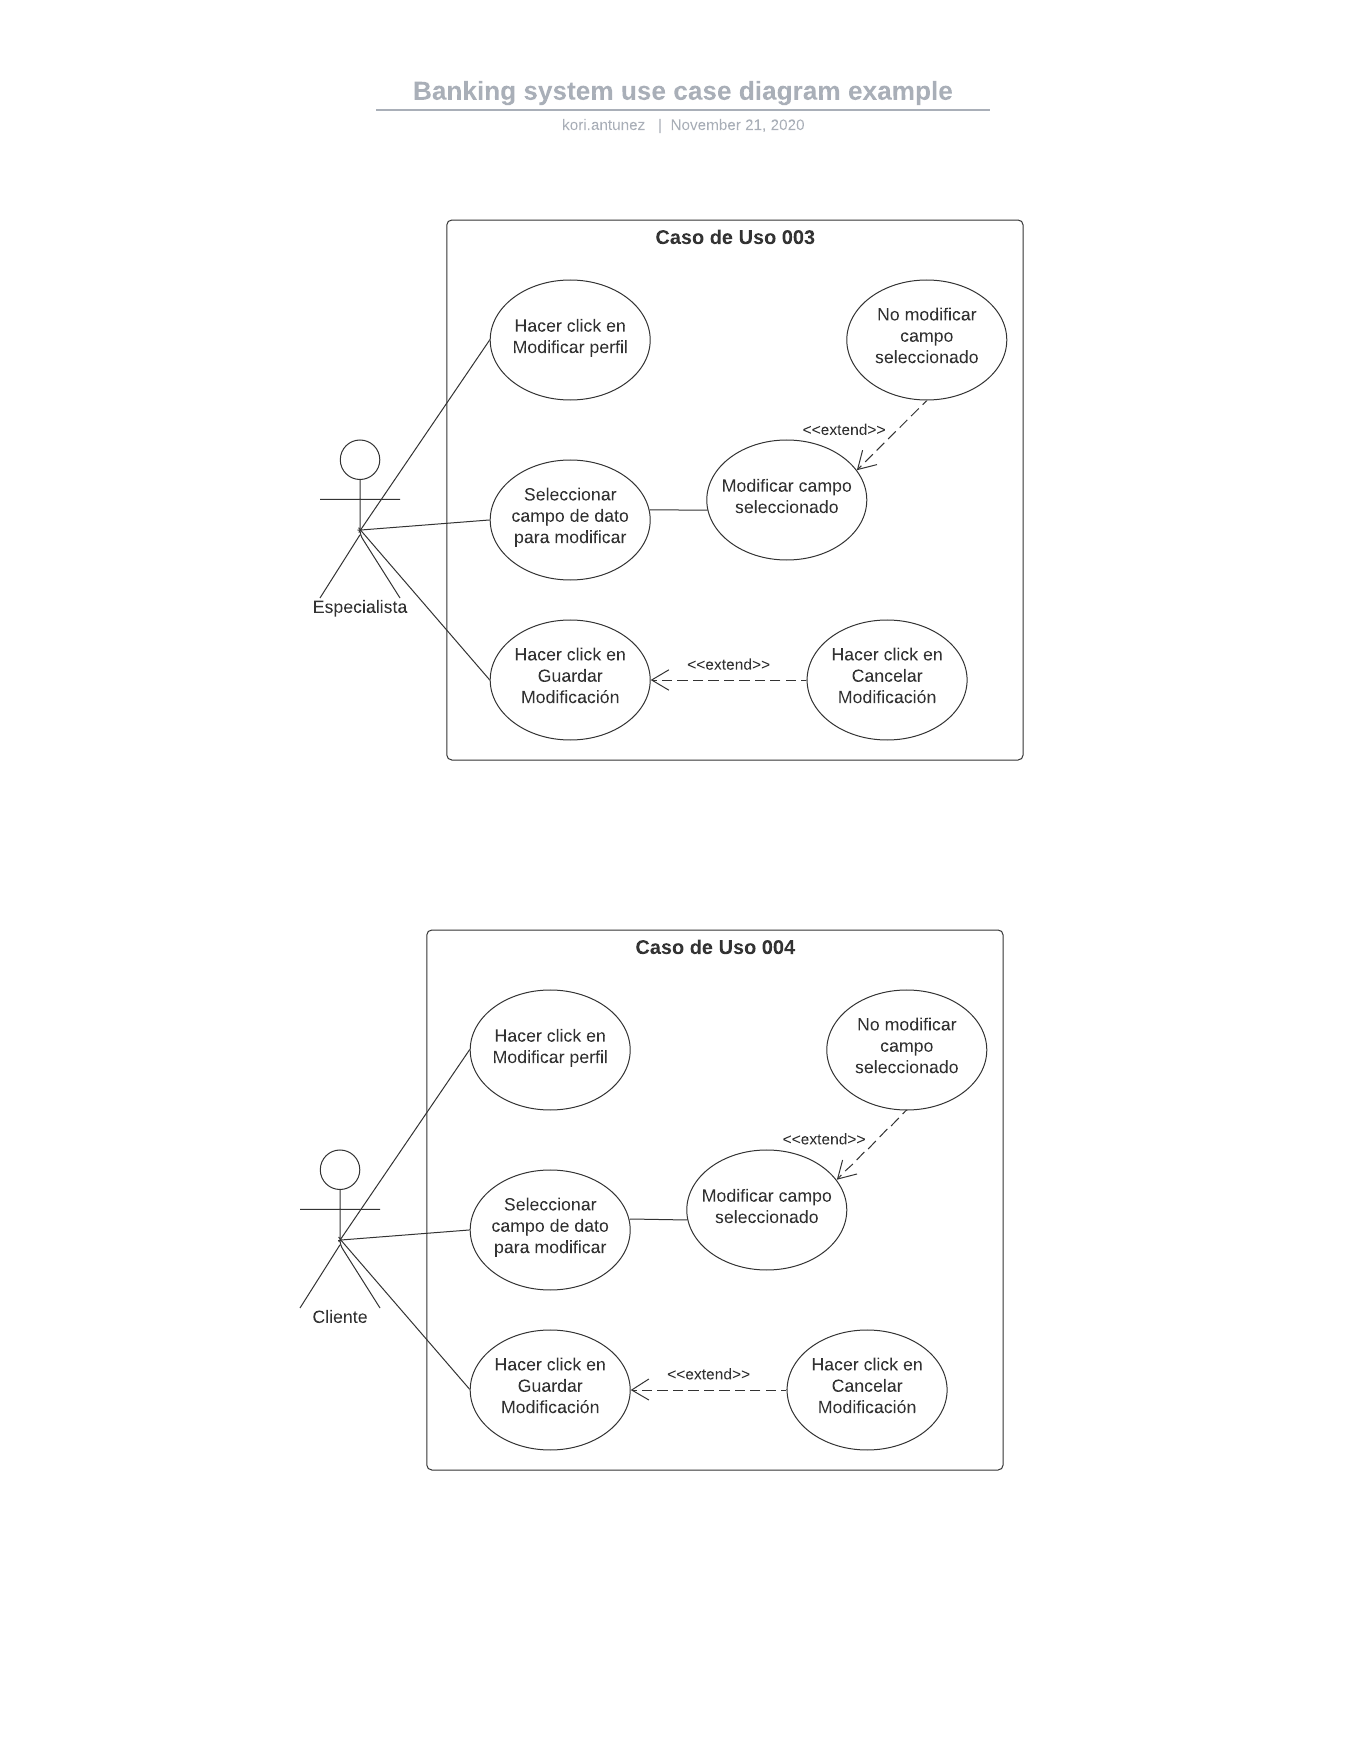 Banking system use case diagram example
kori.antunez | November 21, 2020
Caso de Uso 003
Hacer click en
Modificar perfil
No modificar
campo
seleccionado
<<extend>>
Seleccionar
campo de dato
para modificar
Modificar campo
seleccionado
Especialista
Hacer click en
Guardar
Modificación
<<extend>>
Hacer click en
Cancelar
Modificación
Caso de Uso 004
Hacer click en
Modificar perfil
No modificar
campo
seleccionado
<<extend>>
Seleccionar
campo de dato
para modificar
Modificar campo
seleccionado
Cliente
Hacer click en
Guardar
Modificación
<<extend>>
Hacer click en
Cancelar
Modificación